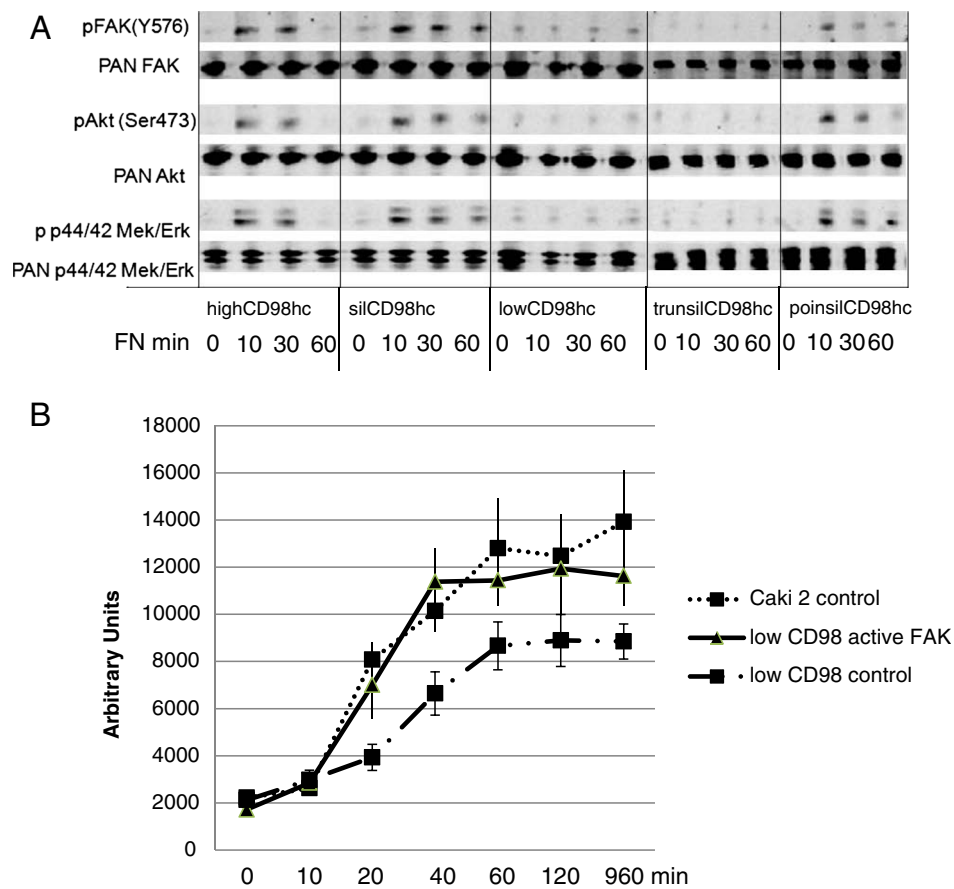 A
pFAK(Y576)
PAN FAK
pAkt (Ser473)
PAN Akt
p p44/42 Mek/Erk
PAN p44/42 Mek/Erk
highCD98hc silCD98hc lowCD98hc trunsilCD98hc poinsilCD98hc
FN min 0 10 30 60 0 10 30 60 0 10 30 60 0 10 30 60 0 10 30 60
B
18000
16000
14000
12000
10000
8000
6000
4000
2000
0
Arbitrary Units
0 10 20 40 60 120 960 min
Caki 2 control
low CD98 active FAK
low CD98 control